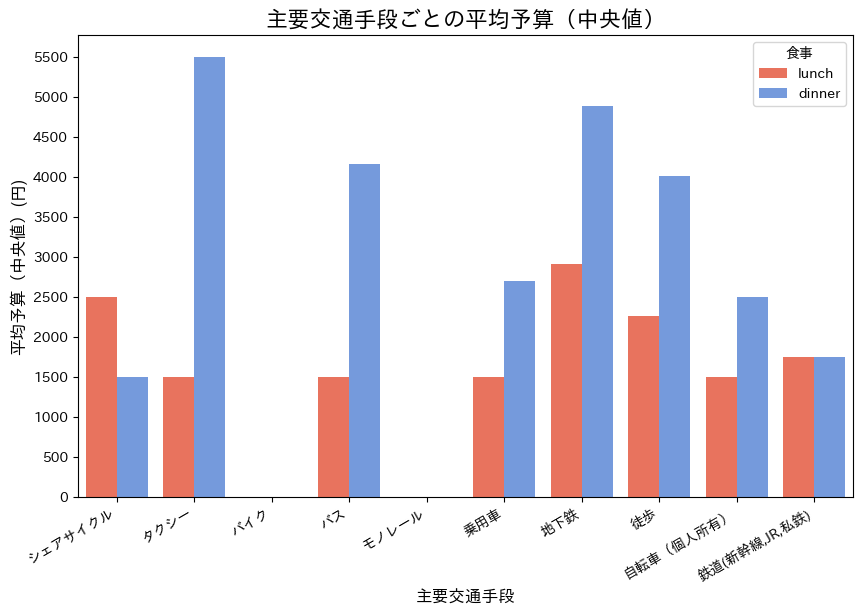 主要交通手段ごとの平均予算（中央値）
食事
lunch
dinner
平均予算（中央値）(円)
5500
5000
4500
4000
3500
3000
2500
2000
1500
1000
500
0
シェアサイクル
タクシー
バイク
バス
モノレール
乗用車
地下鉄
徒歩
自転車（個人所有）
鉄道(新幹線,JR,私鉄)
主要交通手段